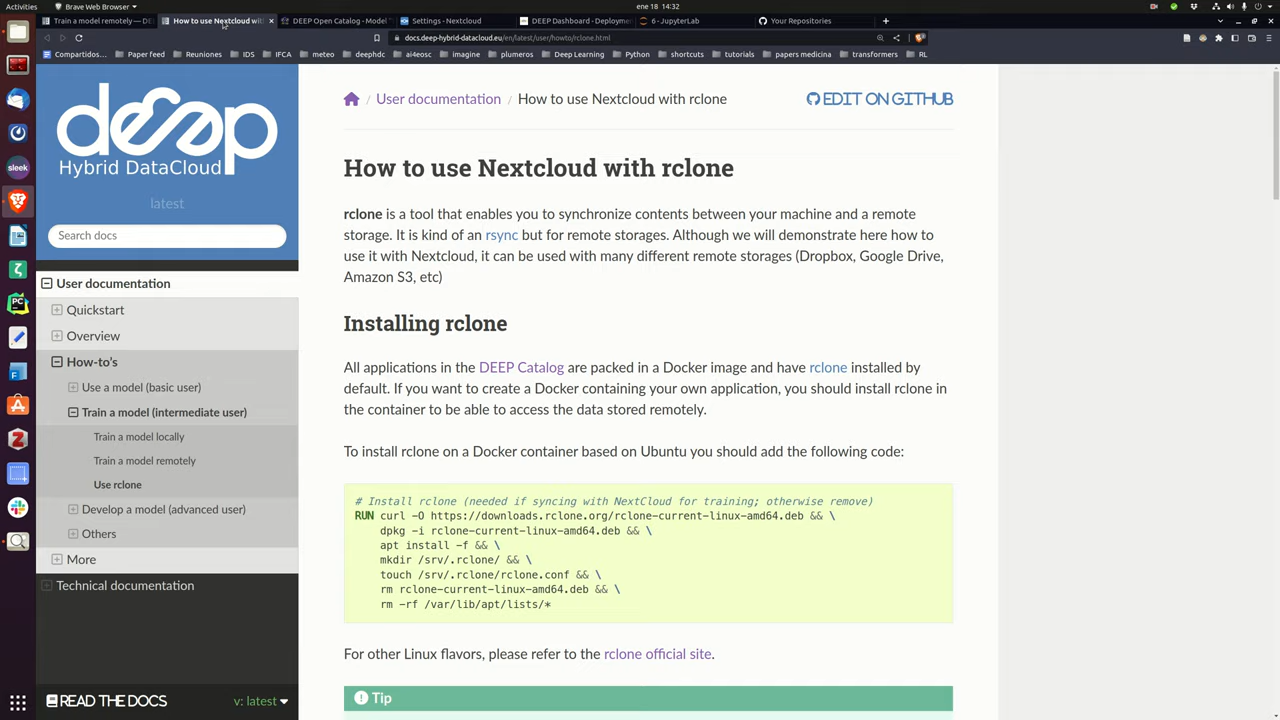 Activities
Brave Web Browser
ene 18 14:32
Train a model remotely — DE
How to use Nextcloud with
DEEP Open Catalog - Model
Settings - Nextcloud
DEEP Dashboard - Deployme
6 - JupyterLab
Your Repositories
docs.deep-hybrid-datacloud.eu/en/latest/user/howto/rclone.html
Compartidos...
Paper feed
Reuniones
IDS
IFCA
meteo
deephdc
ai4eosc
imagine
plumeros
Deep Learning
Python
shortcuts
tutorials
papers medicina
transformers
RL
deep
Hybrid DataCloud
latest
Search docs
User documentation
Quickstart
Overview
How-to's
Use a model (basic user)
Train a model (intermediate user)
Train a model locally
Train a model remotely
Use rclone
Develop a model (advanced user)
Others
More
Technical documentation
READ THE DOCS
v: latest
sleek
/ User documentation / How to use Nextcloud with rclone
EDIT ON GITHUB
How to use Nextcloud with rclone
rclone is a tool that enables you to synchronize contents between your machine and a remote
storage. It is kind of an rsync but for remote storages. Although we will demonstrate here how to
use it with Nextcloud, it can be used with many different remote storages (Dropbox, Google Drive,
Amazon S3, etc)
Installing rclone
All applications in the DEEP Catalog are packed in a Docker image and have rclone installed by
default. If you want to create a Docker containing your own application, you should install rclone in
the container to be able to access the data stored remotely.
To install rclone on a Docker container based on Ubuntu you should add the following code:
# Install rclone (needed if syncing with NextCloud for training; otherwise remove)
RUN curl -O https://downloads.rclone.org/rclone-current-linux-amd64.deb && \
dpkg -i rclone-current-linux-amd64.deb && \
apt install -f && \
mkdir /srv/.rclone/ && \
touch /srv/.rclone/rclone.conf && \
rm rclone-current-linux-amd64.deb && \
rm -rf /var/lib/apt/lists/*
For other Linux flavors, please refer to the rclone official site.
Tip